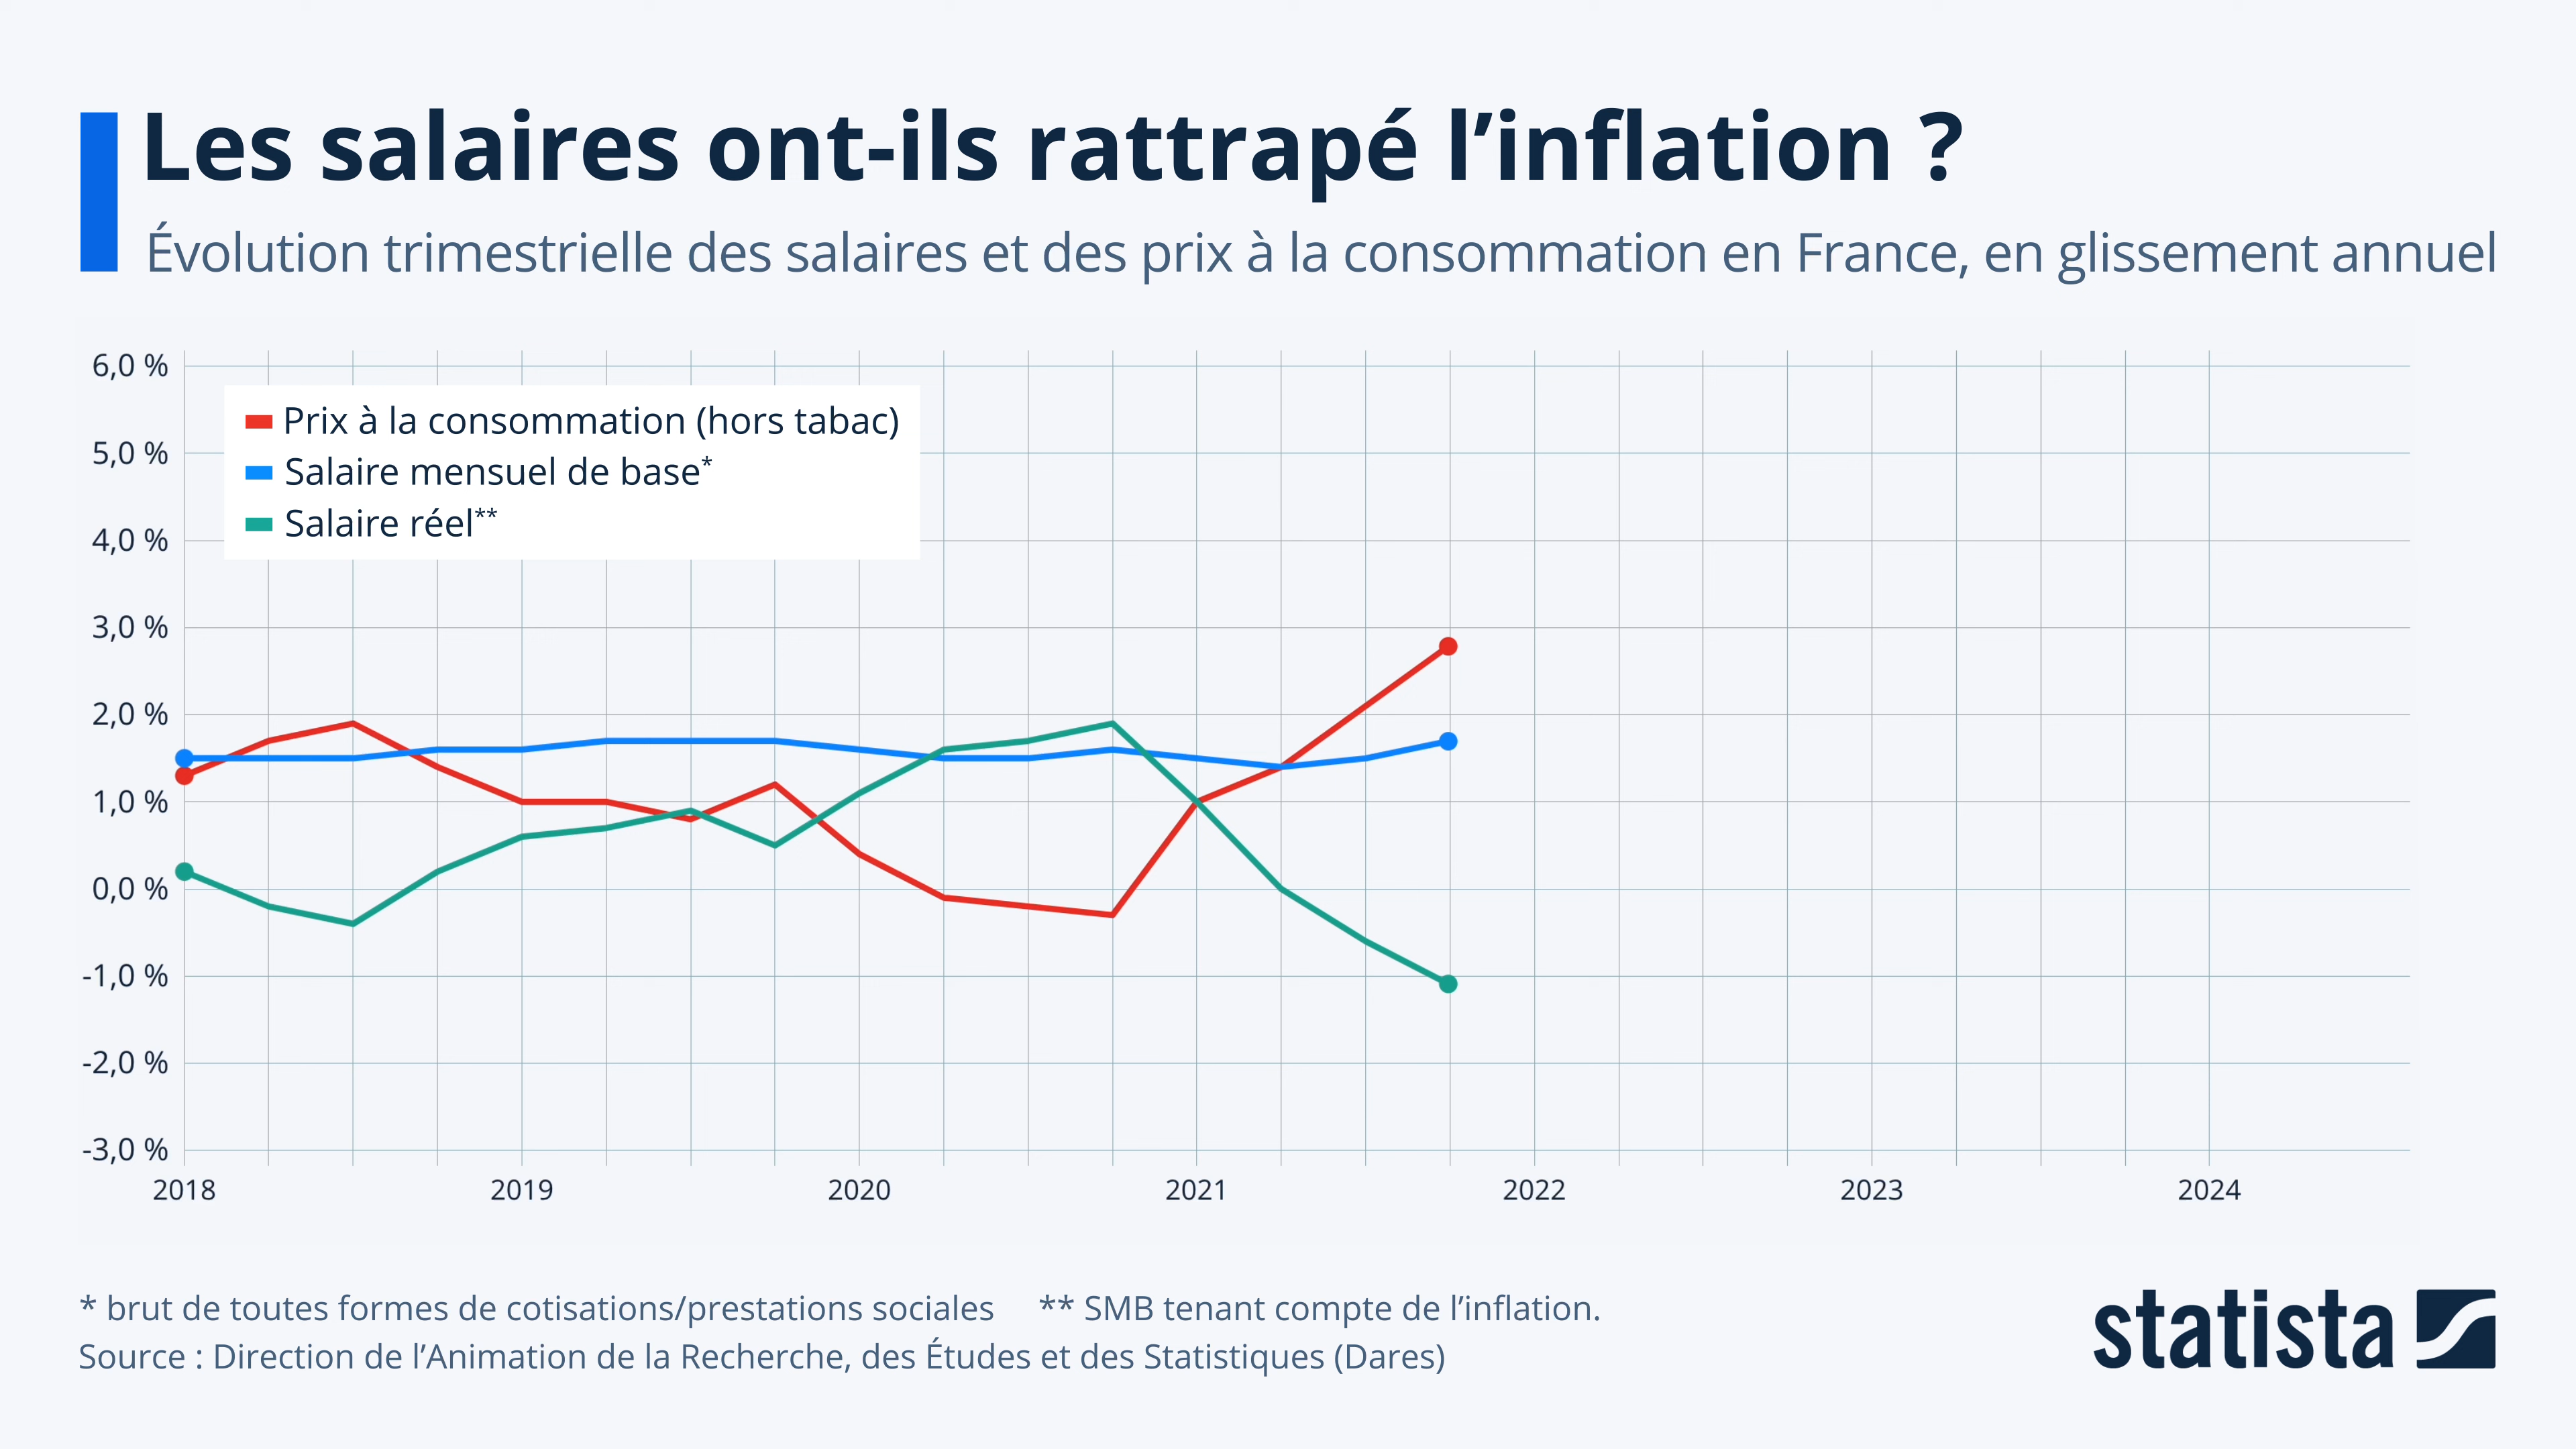 Les salaires ont-ils rattrapé l’inflation ?
Évolution trimestrielle des salaires et des prix à la consommation en France, en glissement annuel
6,0 %
5,0 %
4,0 %
3,0 %
2,0 %
1,0 %
0,0 %
-1,0 %
-2,0 %
-3,0 %
Prix à la consommation (hors tabac)
Salaire mensuel de base*
Salaire réel**
2018 2019 2020 2021 2022 2023 2024
* brut de toutes formes de cotisations/prestations sociales ** SMB tenant compte de l’inflation.
Source : Direction de l’Animation de la Recherche, des Études et des Statistiques (Dares)
statista